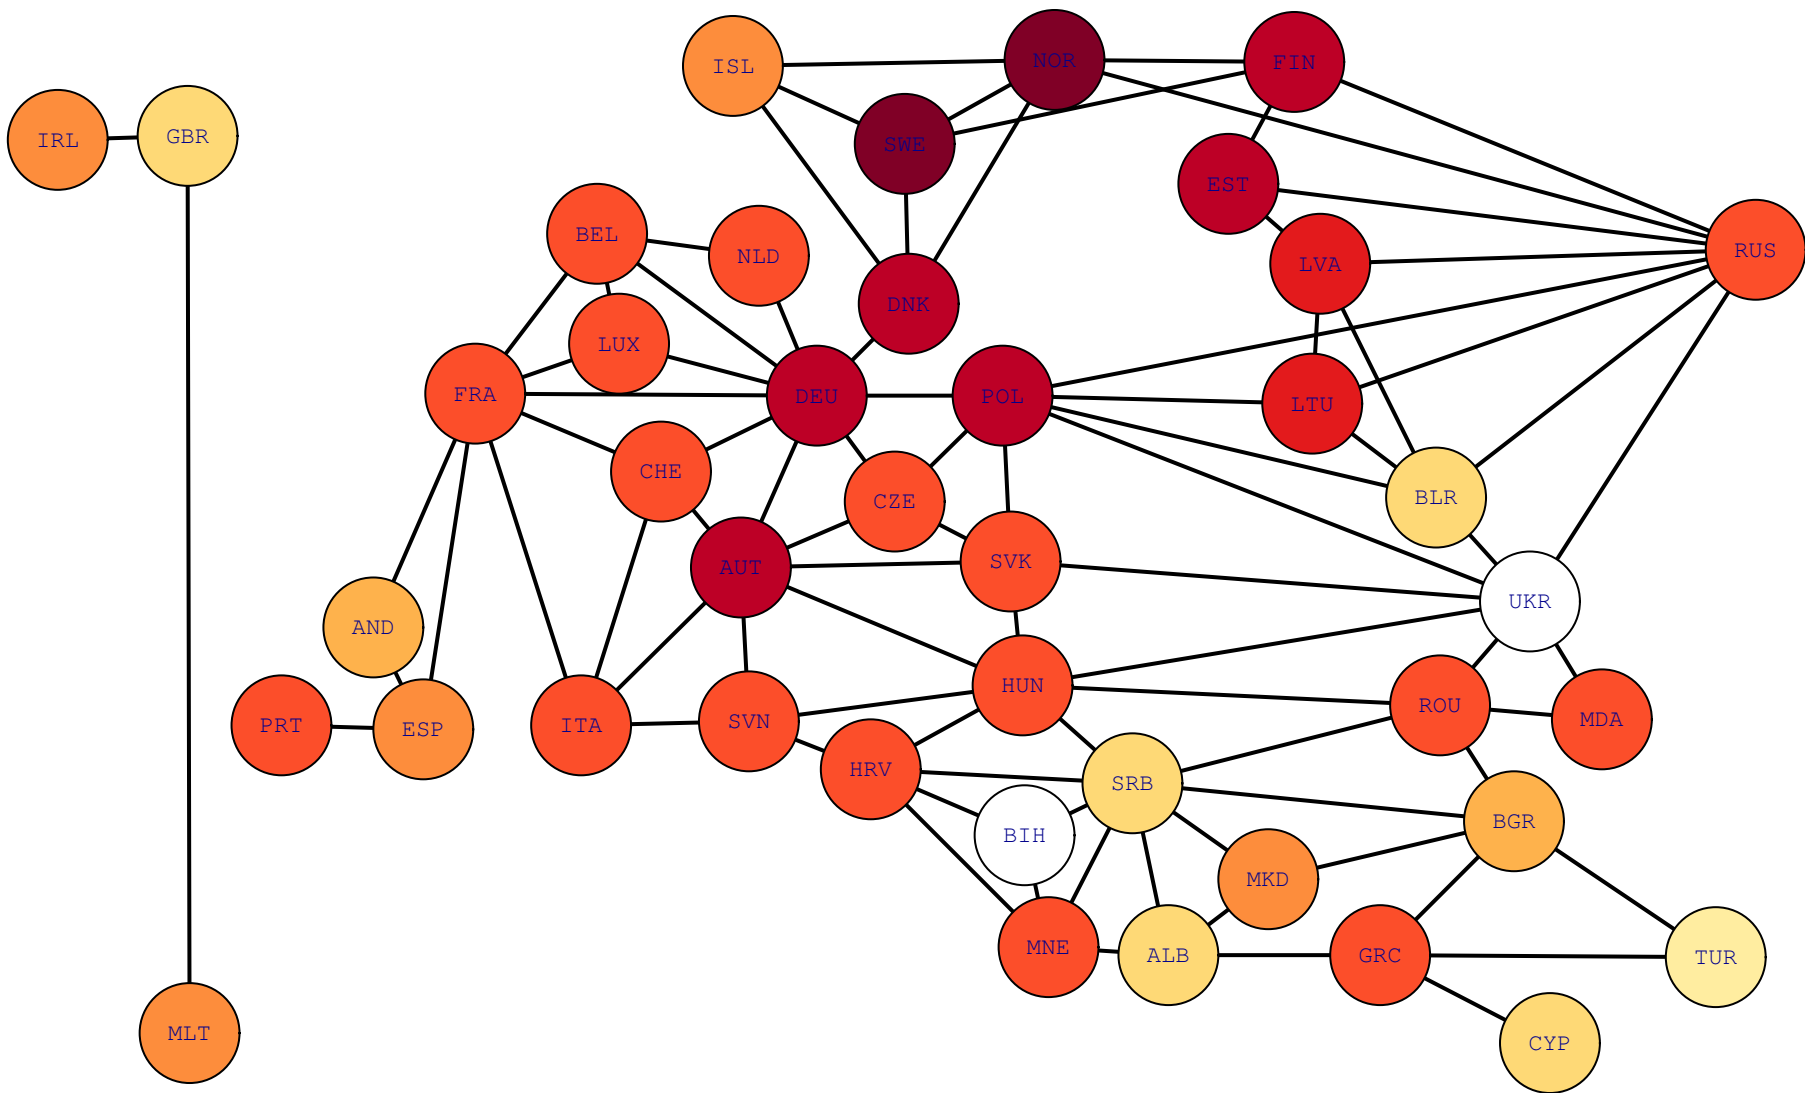 NOR
FIN
ISL
GBR
IRL
SWE
EST
BEL
RUS
NLD
LVA
DNK
LUX
FRA
DEU
POL
LTU
CHE
BLR
CZE
SVK
AUT
UKR
AND
HUN
ROU
MDA
SVN
PRT
ITA
ESP
HRV
SRB
BGR
BIH
MKD
MNE
ALB
GRC
TUR
MLT
CYP